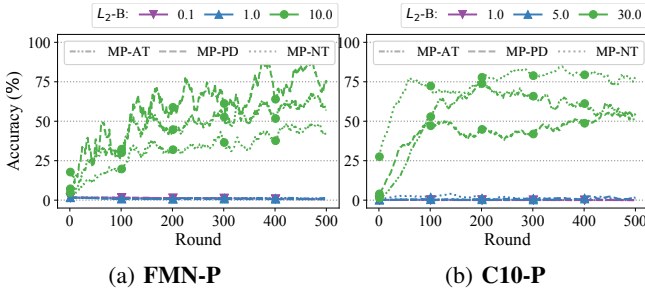 L₂-B: 0.1 1.0 10.0
L₂-B: 1.0 5.0 30.0
MP-AT MP-PD MP-NT
MP-AT MP-PD MP-NT
Accuracy (%)
100
75
50
25
0
0 100 200 300 400 500
Round
100
75
50
25
0
0 100 200 300 400 500
Round
(a) FMN-P
(b) C10-P